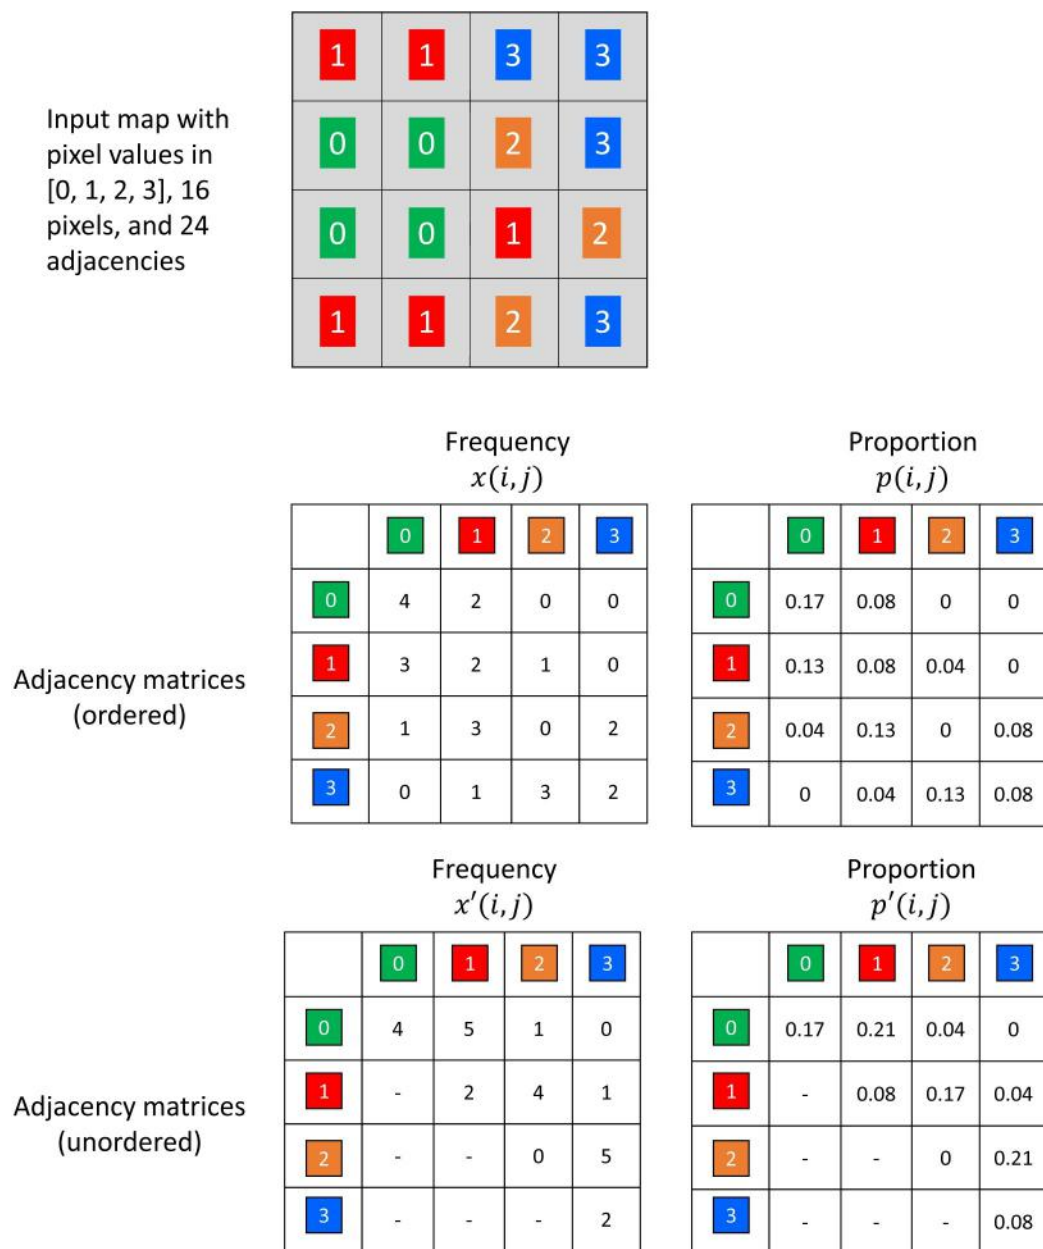 1 1 3 3
Input map with
pixel values in
[0, 1, 2, 3], 16
pixels, and 24
adjacencies
0 0 2 3
0 0 1 2
1 1 2 3
Frequency
x(i,j)
0 1 2 3
0 4 2 0 0
1 3 2 1 0
2 1 3 0 2
3 0 1 3 2
Proportion
p(i,j)
0 1 2 3
0 0.17 0.08 0 0
1 0.13 0.08 0.04 0
2 0.04 0.13 0 0.08
3 0 0.04 0.13 0.08
Adjacency matrices
(ordered)
Frequency
x′(i,j)
0 1 2 3
0 4 5 1 0
1 - 2 4 1
2 - - 0 5
3 - - - 2
Proportion
p′(i,j)
0 1 2 3
0 0.17 0.21 0.04 0
1 - 0.08 0.17 0.04
2 - - 0 0.21
3 - - - 0.08
Adjacency matrices
(unordered)